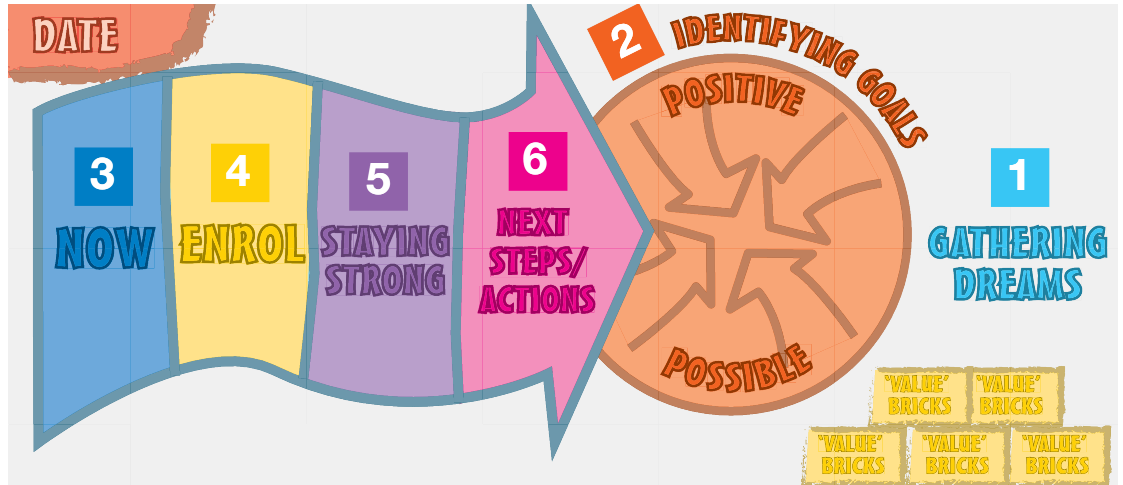 DATE
2
IDENTIFYING GOALS
POSITIVE
3
NOW
4
ENROL
5
STAYING
STRONG
6
NEXT
STEPS/
ACTIONS
POSSIBLE
1
GATHERING
DREAMS
'VALUE'
BRICKS
'VALUE'
BRICKS
'VALUE'
BRICKS
'VALUE'
BRICKS
'VALUE'
BRICKS